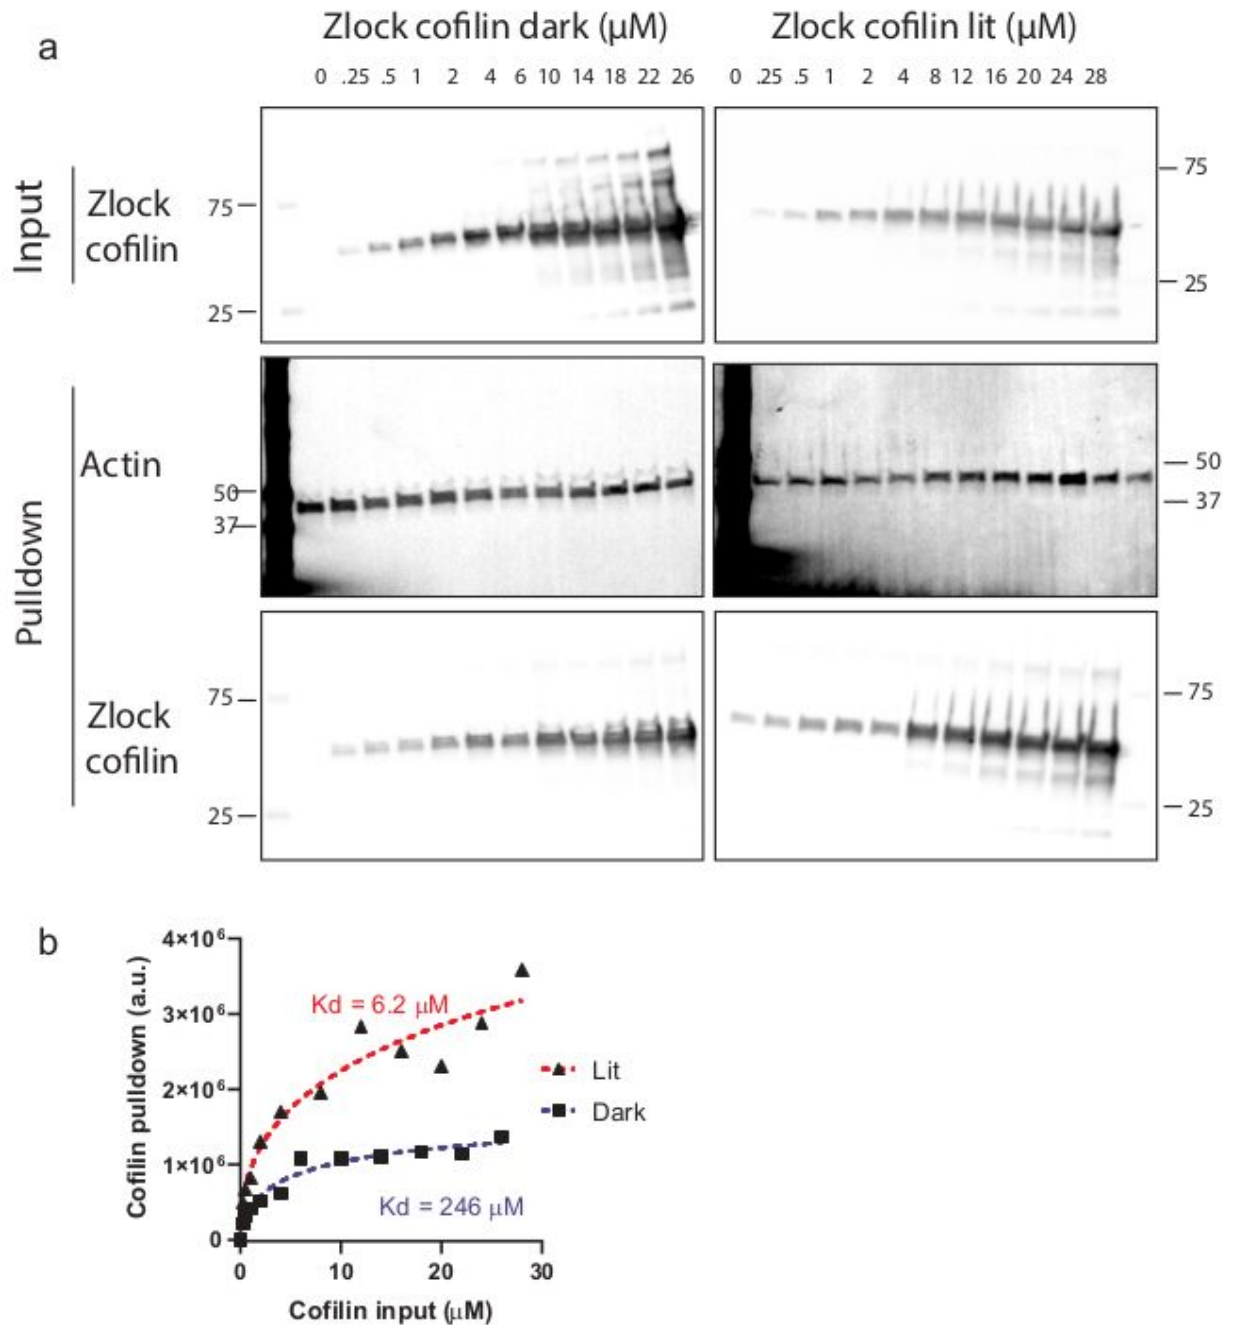 a
Zlock cofilin dark (µM)
Zlock cofilin lit (µM)
0 .25 .5 1 2 4 6 10 14 18 22 26
0 .25 .5 1 2 4 8 12 16 20 24 28
Input
Zlock
cofilin
75
25
75
25
Pulldown
Actin
50
37
50
37
Zlock
cofilin
75
25
75
25
b
Cofilin pulldown (a.u.)
4×10⁶
3×10⁶
2×10⁶
1×10⁶
0
Kd = 6.2 µM
Kd = 246 µM
Lit
Dark
0 10 20 30
Cofilin input (µM)